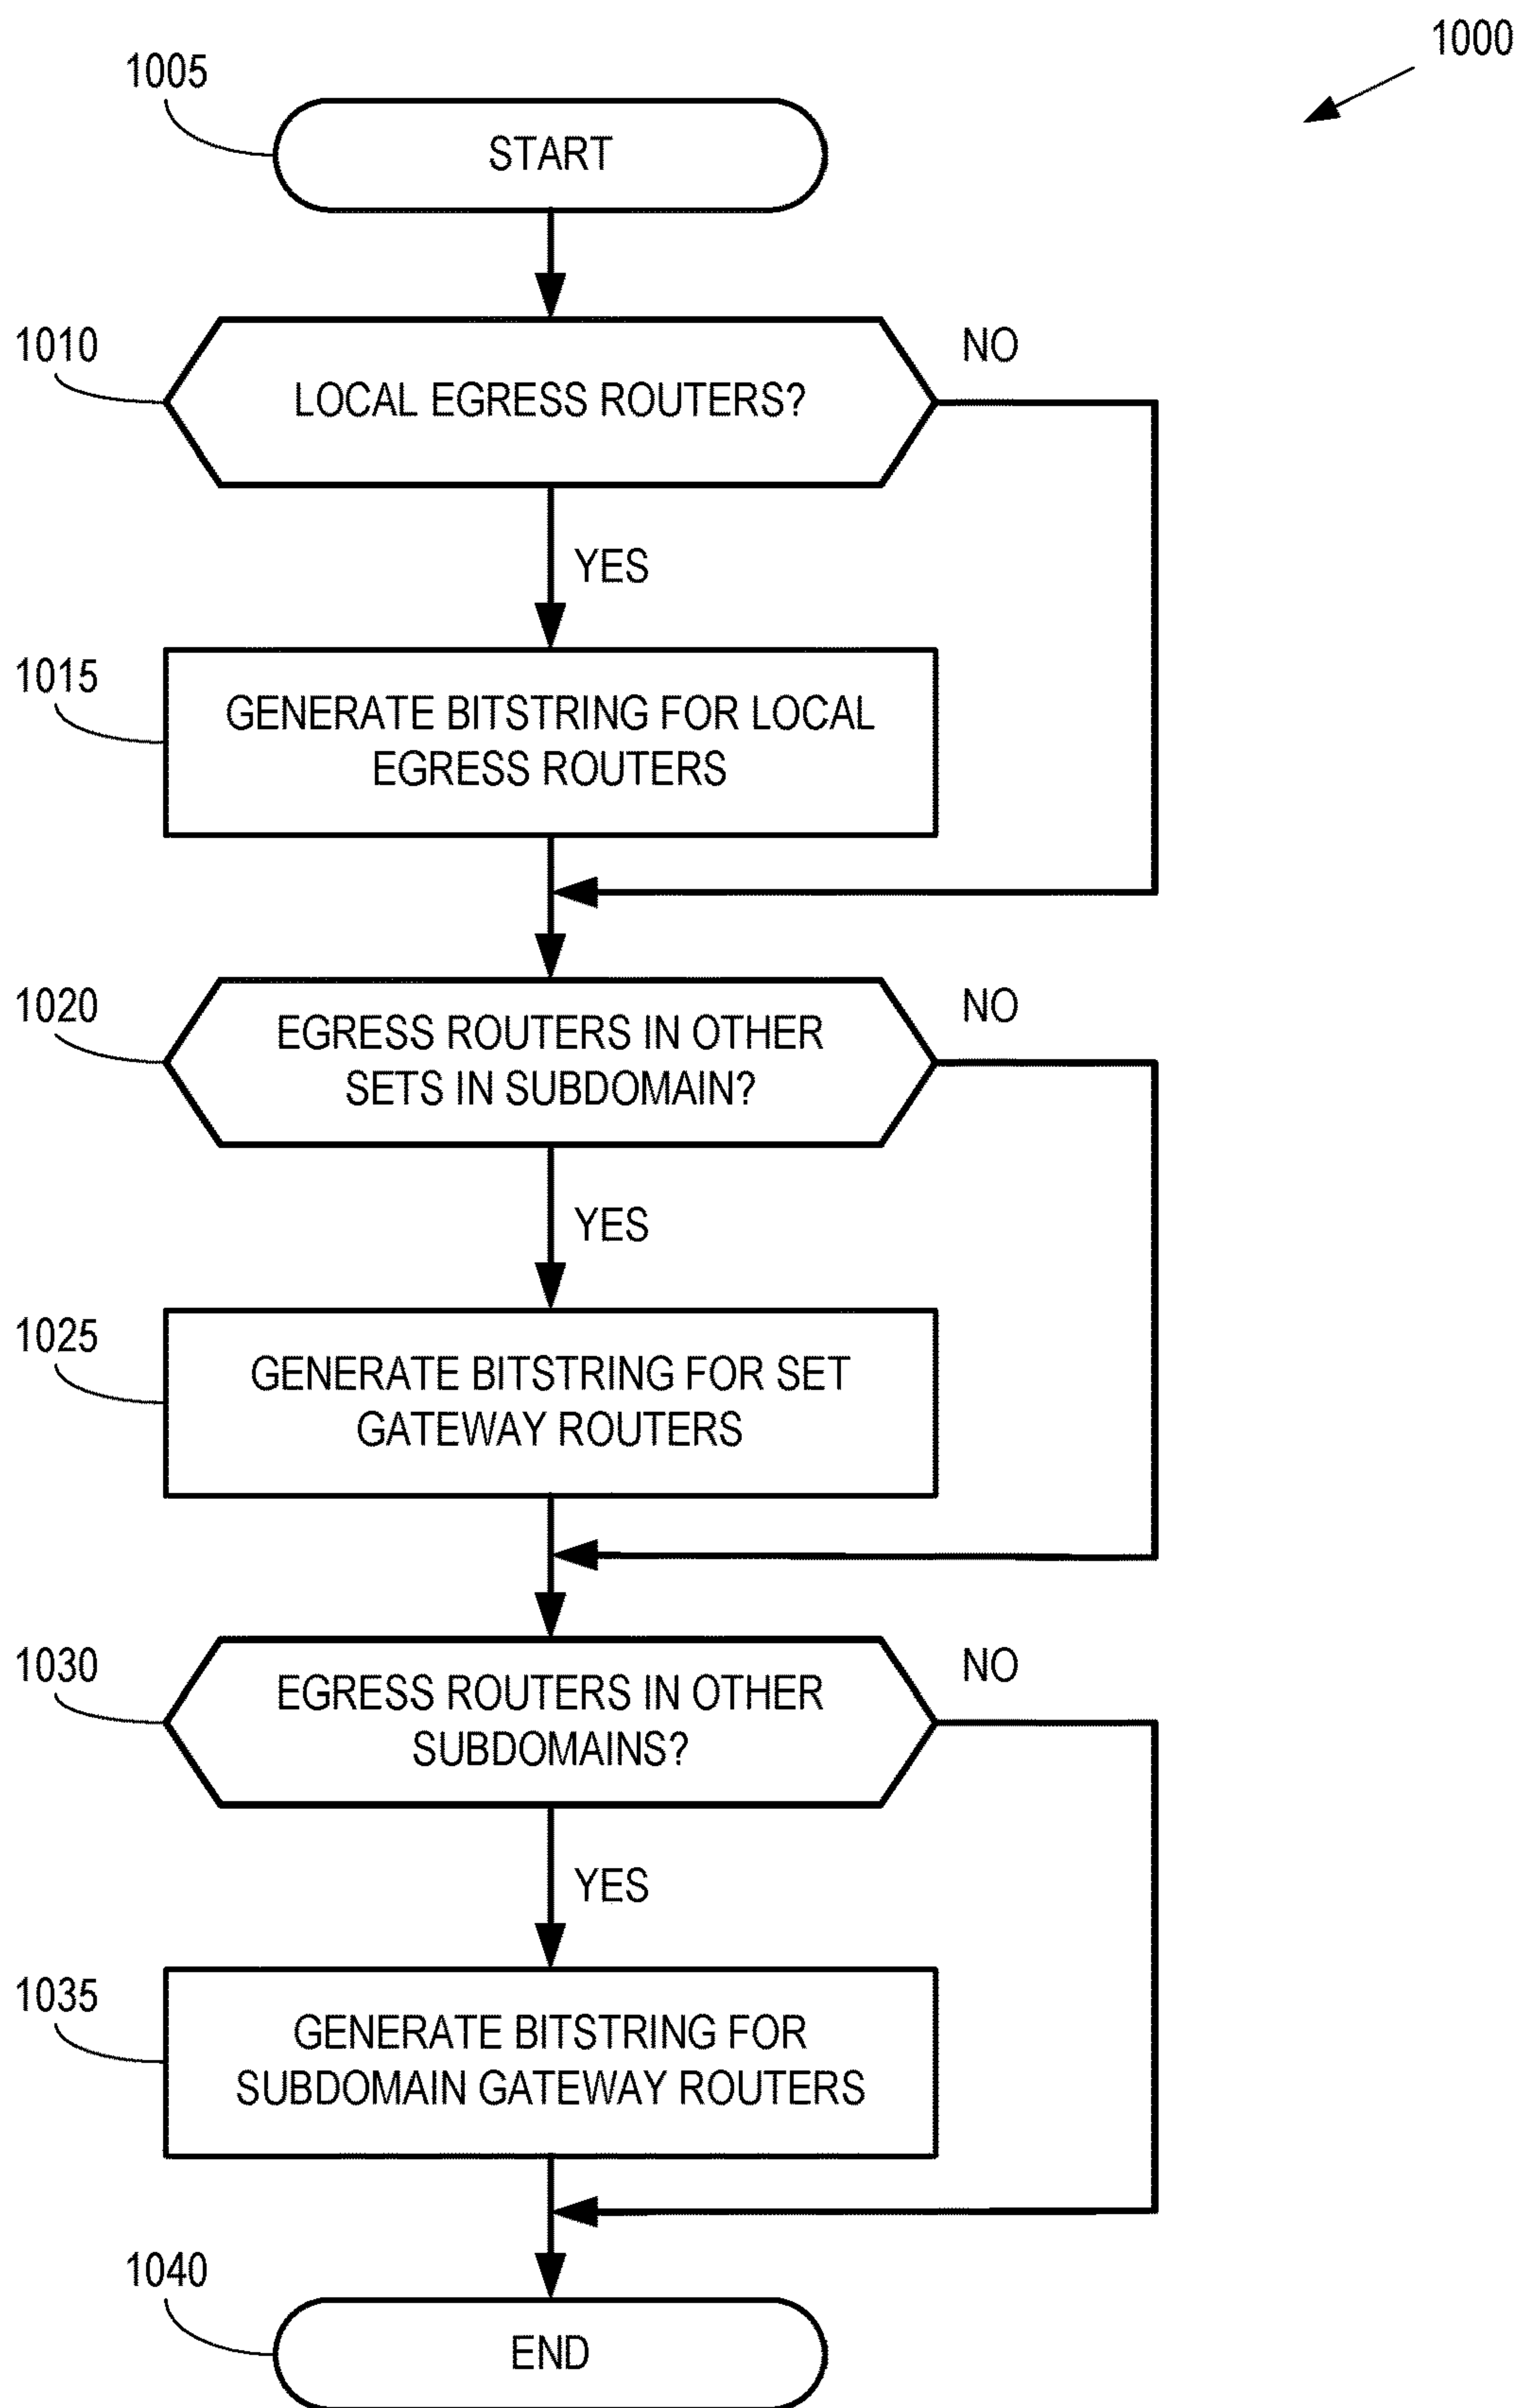 1000
1005
START
1010
LOCAL EGRESS ROUTERS?
NO
YES
1015
GENERATE BITSTRING FOR LOCAL
EGRESS ROUTERS
1020
EGRESS ROUTERS IN OTHER
SETS IN SUBDOMAIN?
NO
YES
1025
GENERATE BITSTRING FOR SET
GATEWAY ROUTERS
1030
EGRESS ROUTERS IN OTHER
SUBDOMAINS?
NO
YES
1035
GENERATE BITSTRING FOR
SUBDOMAIN GATEWAY ROUTERS
1040
END